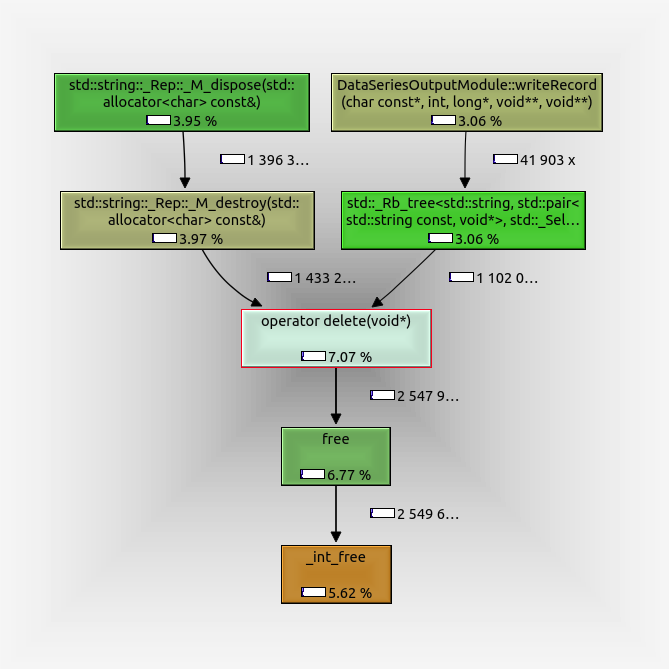 std::string::_Rep::_M_dispose(std::
allocator<char> const&)
3.95 %
DataSeriesOutputModule::writeRecord
(char const*, int, long*, void**, void**)
3.06 %
1 396 3…
41 903 x
std::string::_Rep::_M_destroy(std::
allocator<char> const&)
3.97 %
std::_Rb_tree<std::string, std::pair<
std::string const, void*>, std::_Sel…
3.06 %
1 433 2…
1 102 0…
operator delete(void*)
7.07 %
2 547 9…
free
6.77 %
2 549 6…
_int_free
5.62 %